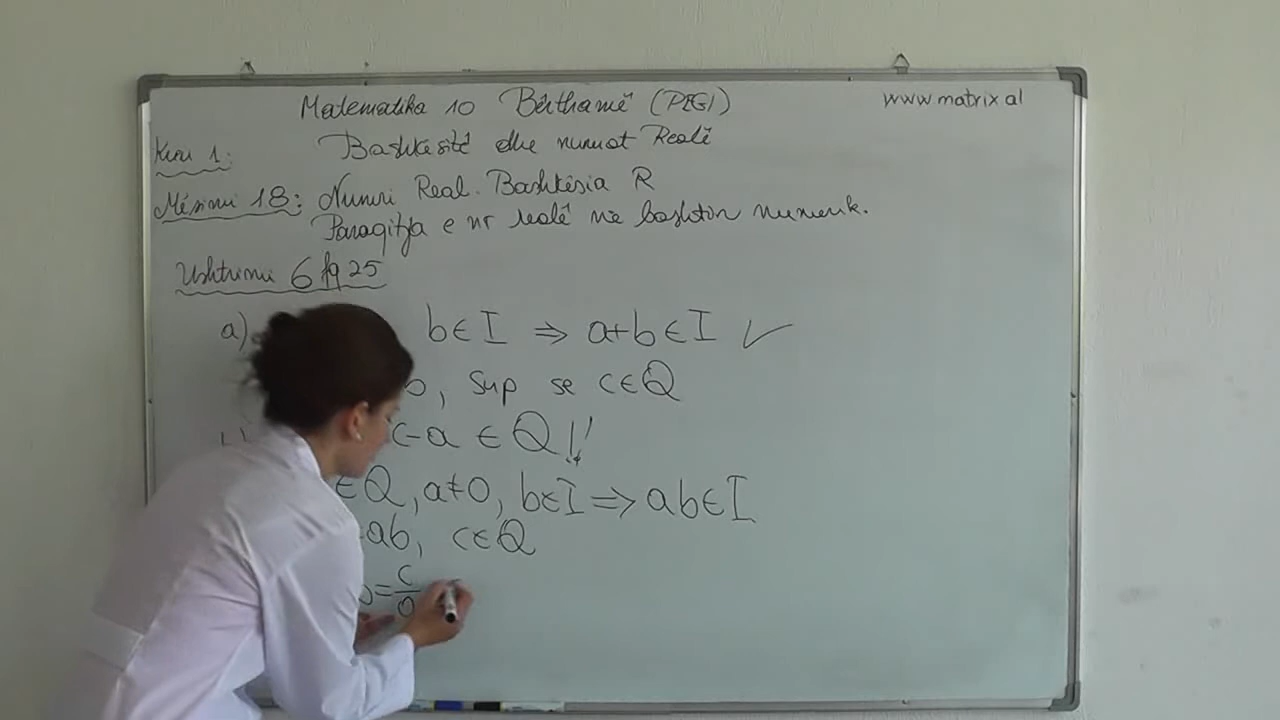 Matematika 10 Bërthamë (PEGI)
www.matrix.al
Kreu 1:
Bashkësitë dhe numrat Realë
Mësimi 18: Numri Real. Bashkësia R
Paraqitja e nr realë në boshtin numerik.
Ushtrimi 6 fq 25
a) b∈I ⇒ a+b∈I ✓
, Sup se c∈Q
c-a ∈ Q !!
∈Q, a≠0, b∈I ⇒ ab∈I
ab, c∈Q
=c/a